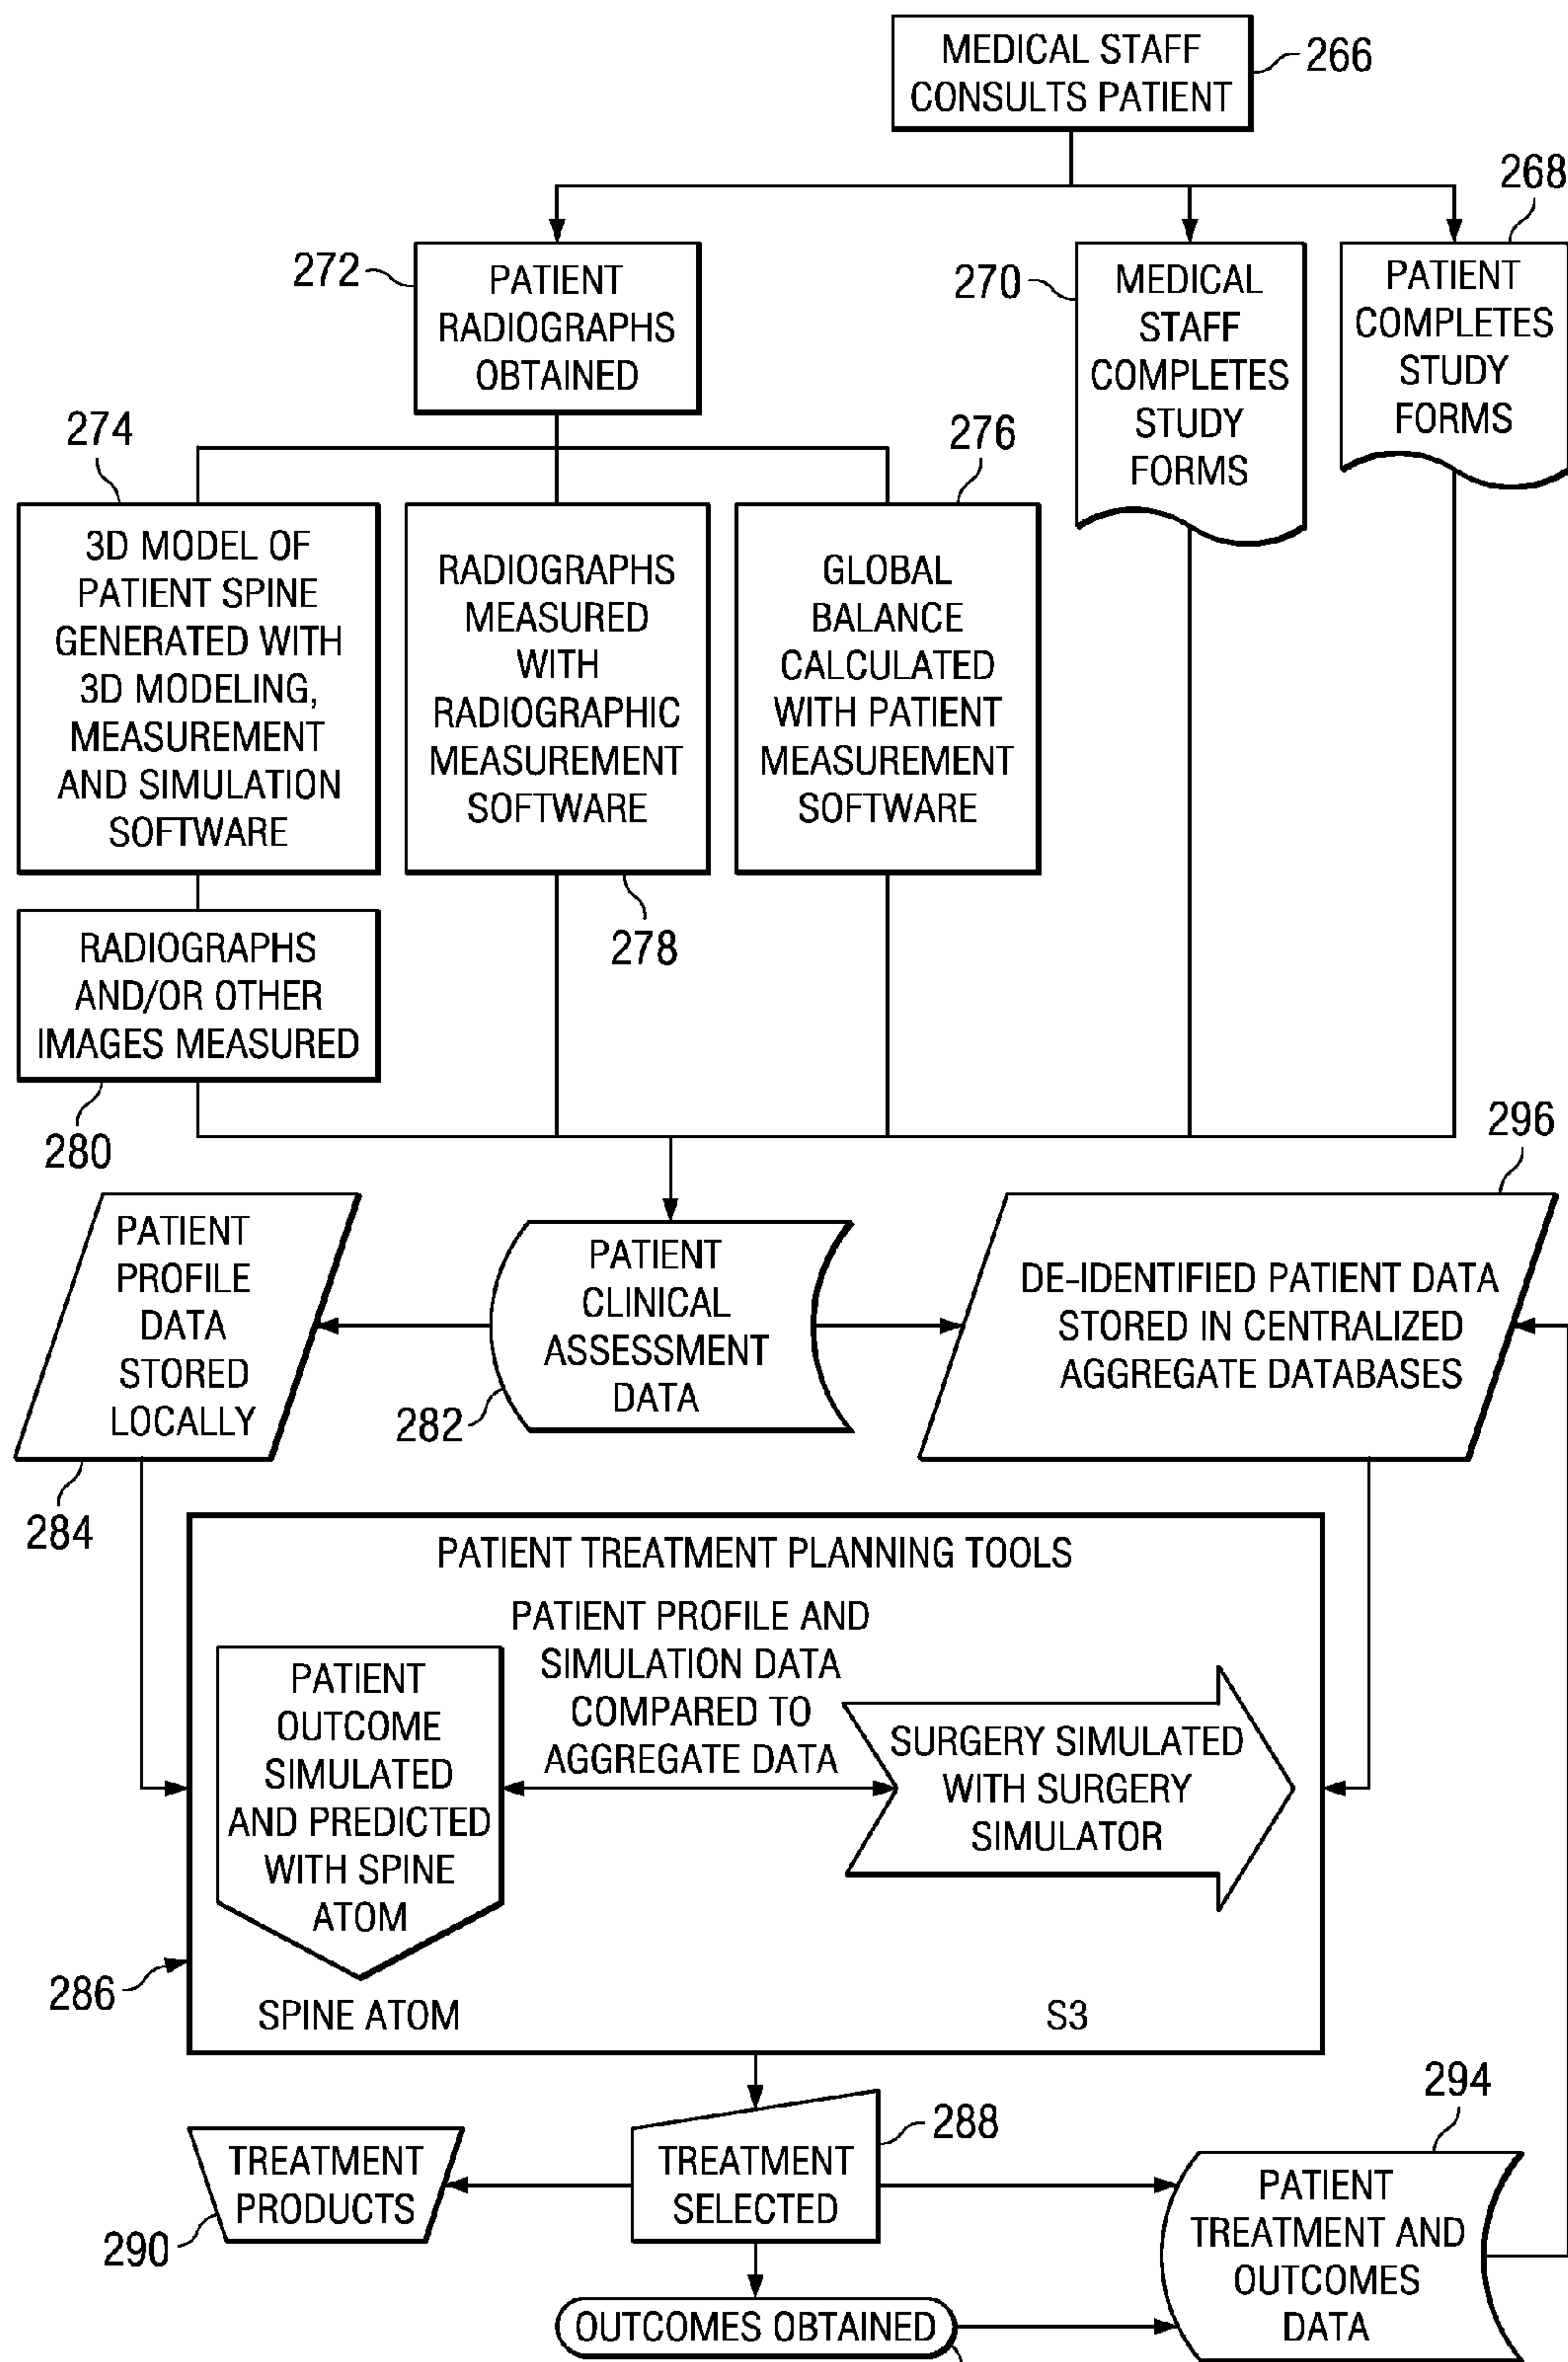 MEDICAL STAFF
CONSULTS PATIENT
266
268
272
PATIENT
RADIOGRAPHS
OBTAINED
270
MEDICAL
STAFF
COMPLETES
STUDY
FORMS
PATIENT
COMPLETES
STUDY
FORMS
274
276
3D MODEL OF
PATIENT SPINE
GENERATED WITH
3D MODELING,
MEASUREMENT
AND SIMULATION
SOFTWARE
RADIOGRAPHS
MEASURED
WITH
RADIOGRAPHIC
MEASUREMENT
SOFTWARE
GLOBAL
BALANCE
CALCULATED
WITH PATIENT
MEASUREMENT
SOFTWARE
278
RADIOGRAPHS
AND/OR OTHER
IMAGES MEASURED
280
296
PATIENT
PROFILE
DATA
STORED
LOCALLY
PATIENT
CLINICAL
ASSESSMENT
DATA
DE-IDENTIFIED PATIENT DATA
STORED IN CENTRALIZED
AGGREGATE DATABASES
282
284
PATIENT TREATMENT PLANNING TOOLS
PATIENT PROFILE AND
SIMULATION DATA
COMPARED TO
AGGREGATE DATA
PATIENT
OUTCOME
SIMULATED
AND PREDICTED
WITH SPINE
ATOM
SURGERY SIMULATED
WITH SURGERY
SIMULATOR
286
SPINE ATOM
S3
294
288
TREATMENT
PRODUCTS
TREATMENT
SELECTED
290
PATIENT
TREATMENT AND
OUTCOMES
DATA
OUTCOMES OBTAINED